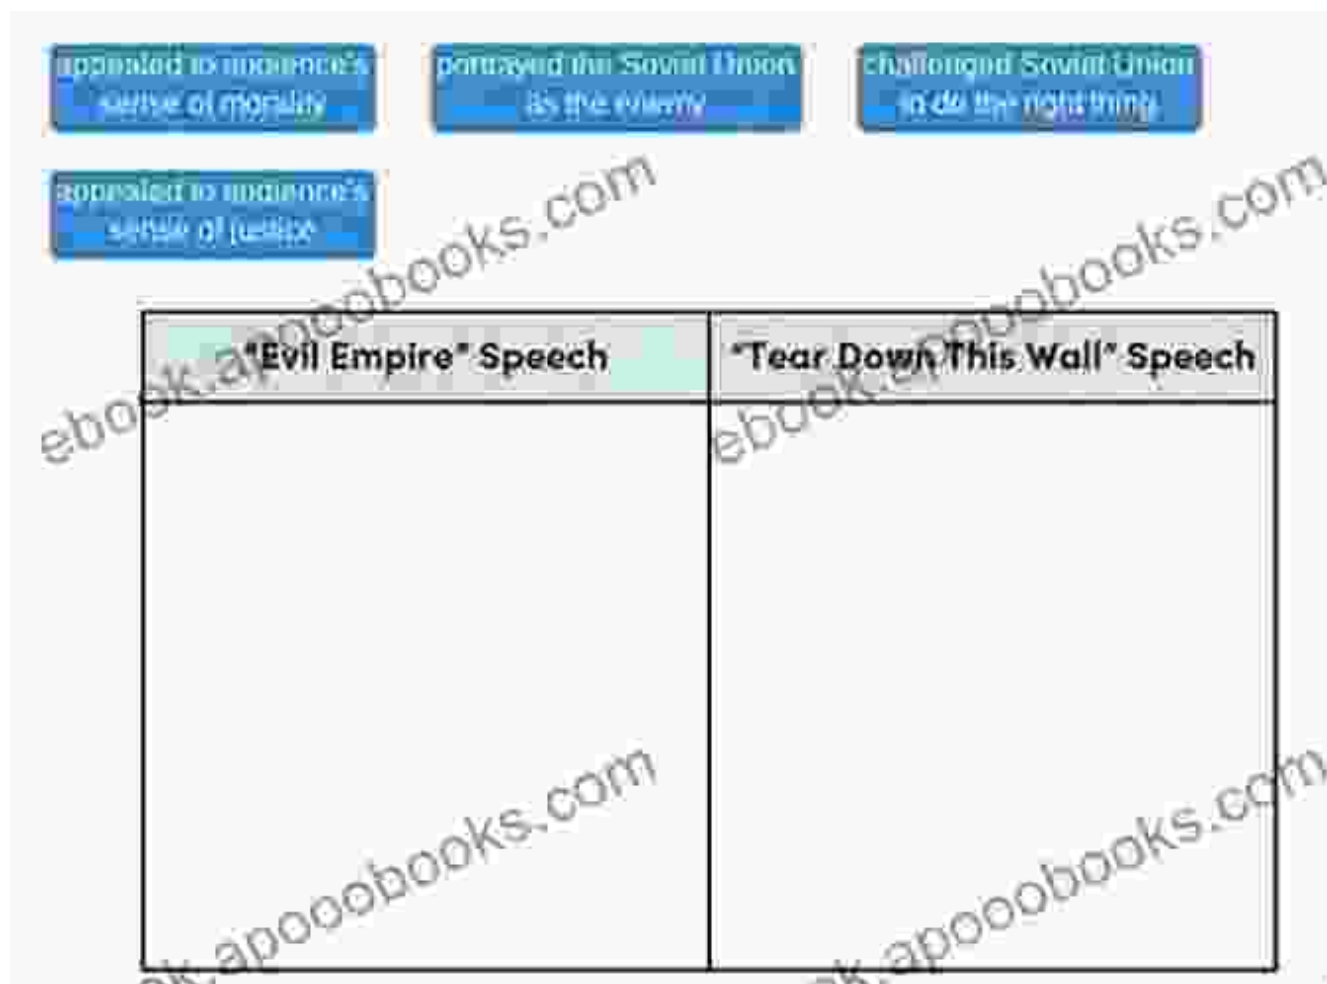 appealed to audience's
sense of morality
portrayed the Soviet Union
as the enemy
challenged Soviet Union
to do the right thing
appealed to audience's
sense of justice
"Evil Empire" Speech
"Tear Down This Wall" Speech
ebook.apooobooks.com
ebook.apooobooks.com
ok.apooobooks.com
ok.apooobooks.com